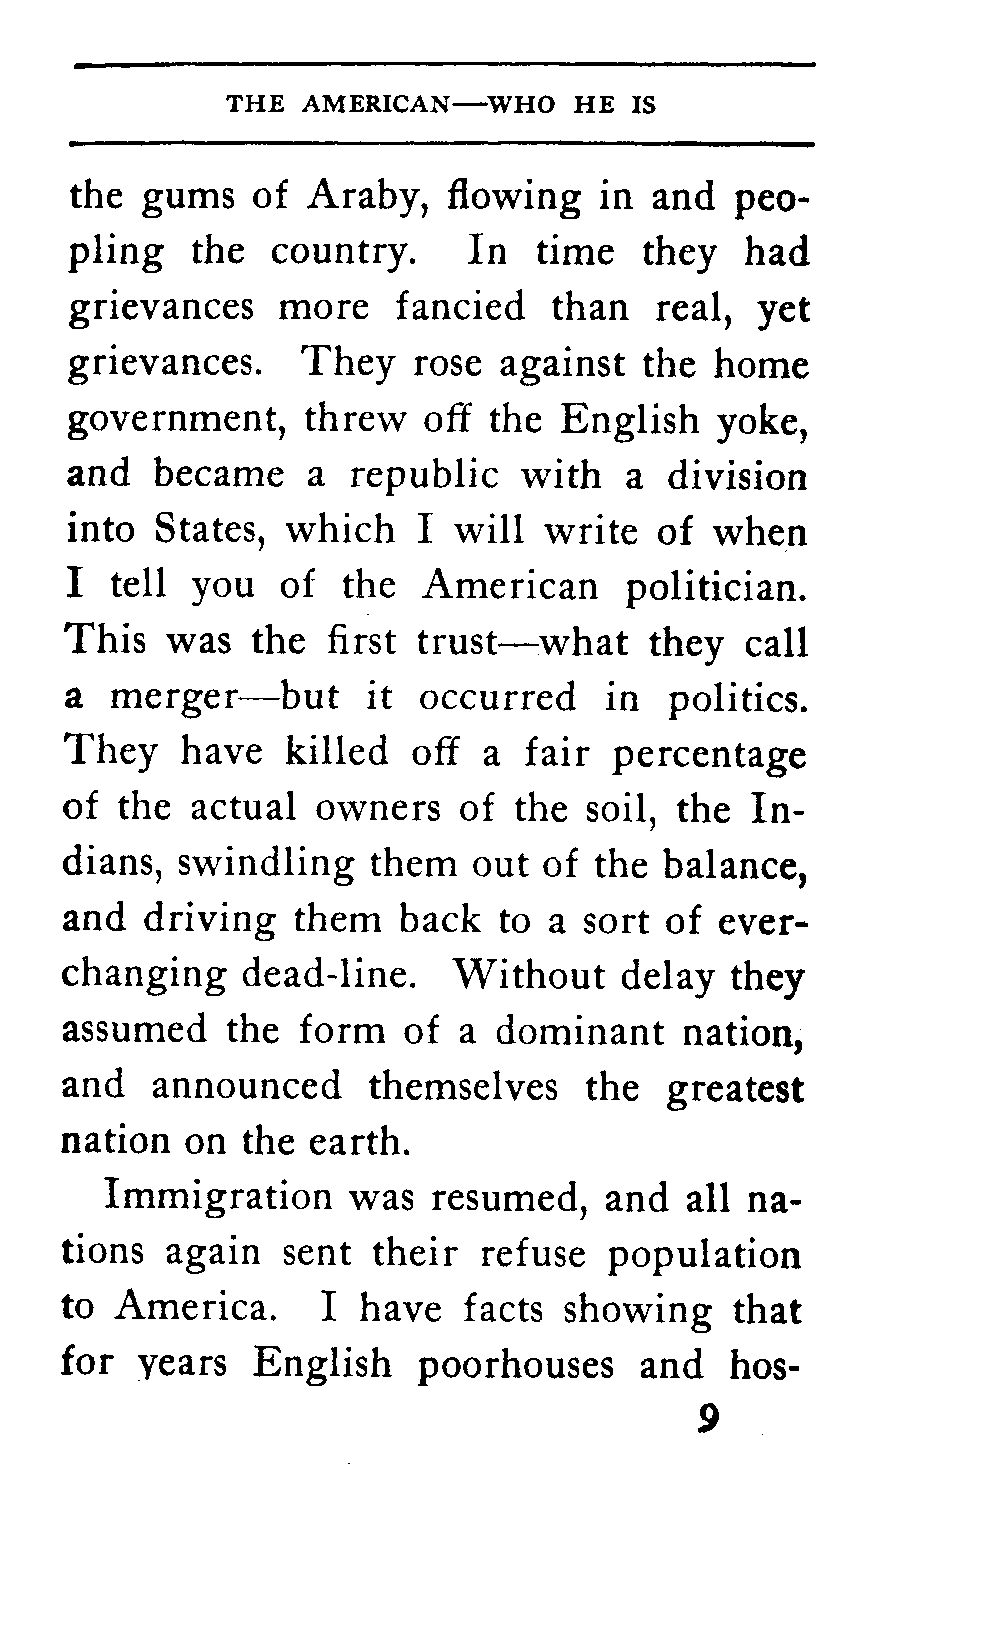 THE AMERICAN—WHO HE IS
the gums of Araby, flowing in and peo-
pling the country. In time they had
grievances more fancied than real, yet
grievances. They rose against the home
government, threw off the English yoke,
and became a republic with a division
into States, which I will write of when
I tell you of the American politician.
This was the first trust—what they call
a merger—but it occurred in politics.
They have killed off a fair percentage
of the actual owners of the soil, the In-
dians, swindling them out of the balance,
and driving them back to a sort of ever-
changing dead-line. Without delay they
assumed the form of a dominant nation,
and announced themselves the greatest
nation on the earth.
Immigration was resumed, and all na-
tions again sent their refuse population
to America. I have facts showing that
for years English poorhouses and hos-
9